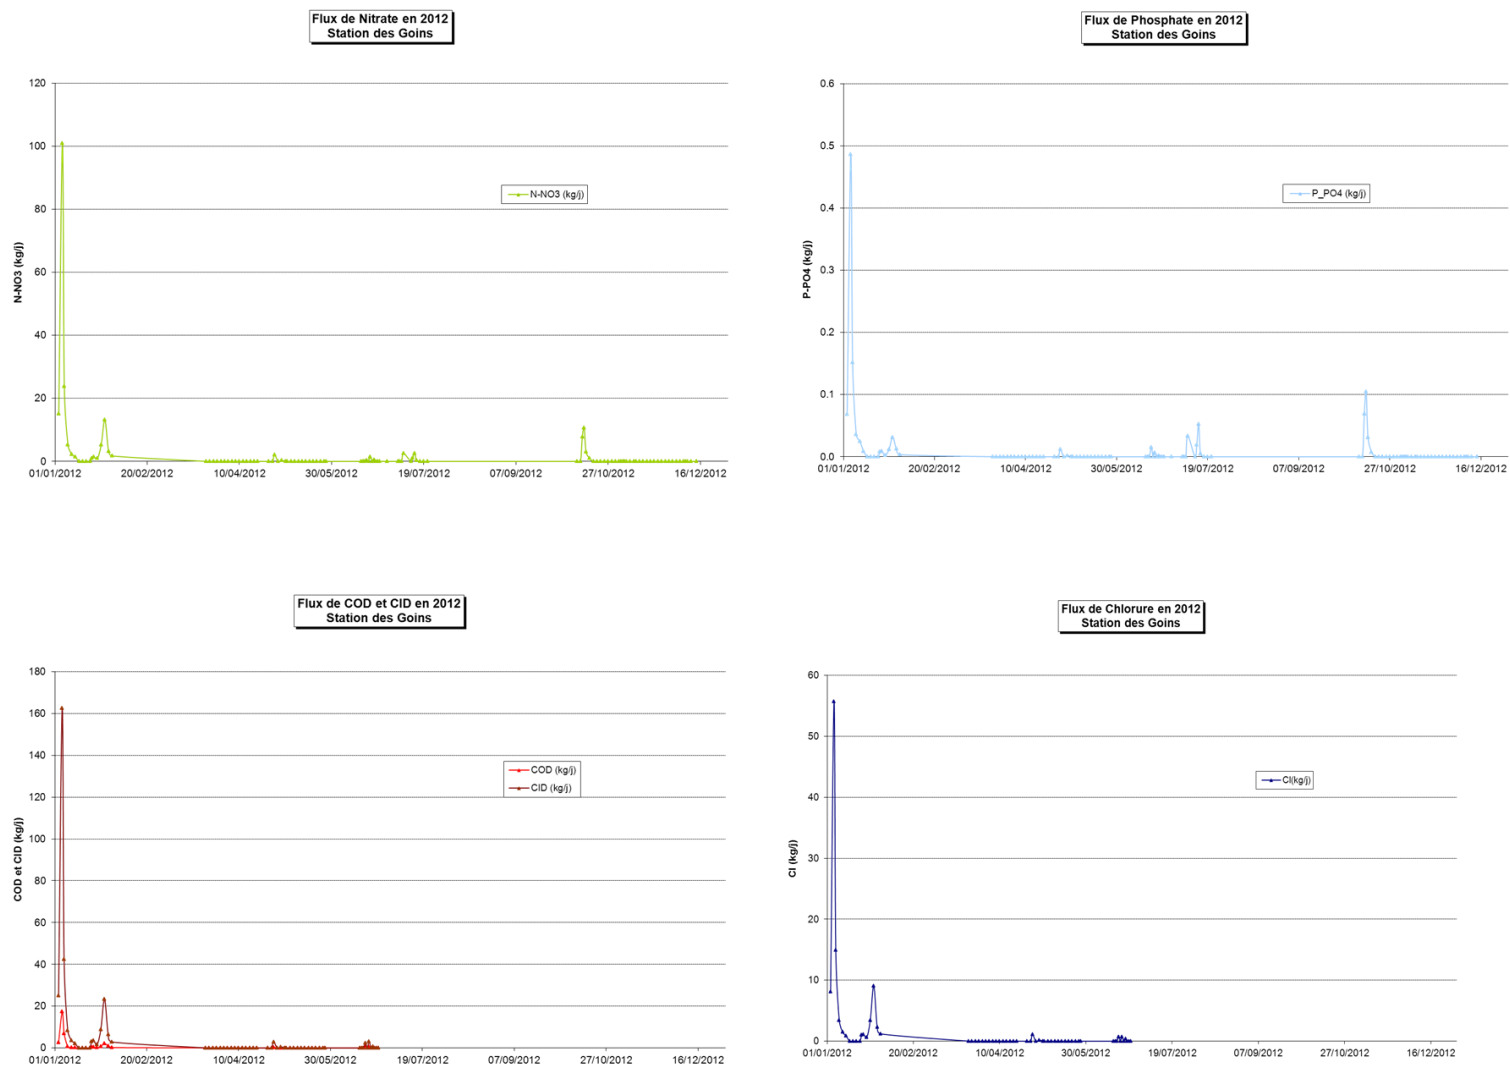 Flux de Nitrate en 2012
Station des Goins
120
100
80
60
40
20
0
N-NO3 (kg/j)
N-NO3 (kg/j)
01/01/2012 20/02/2012 10/04/2012 30/05/2012 19/07/2012 07/09/2012 27/10/2012 16/12/2012
Flux de Phosphate en 2012
Station des Goins
0.6
0.5
0.4
0.3
0.2
0.1
0.0
P-PO4 (kg/j)
P_PO4 (kg/j)
01/01/2012 20/02/2012 10/04/2012 30/05/2012 19/07/2012 07/09/2012 27/10/2012 16/12/2012
Flux de COD et CID en 2012
Station des Goins
180
160
140
120
100
80
60
40
20
0
COD et CID (kg/j)
COD (kg/j)
CID (kg/j)
01/01/2012 20/02/2012 10/04/2012 30/05/2012 19/07/2012 07/09/2012 27/10/2012 16/12/2012
Flux de Chlorure en 2012
Station des Goins
60
50
40
30
20
10
0
Cl (kg/j)
Cl(kg/j)
01/01/2012 20/02/2012 10/04/2012 30/05/2012 19/07/2012 07/09/2012 27/10/2012 16/12/2012